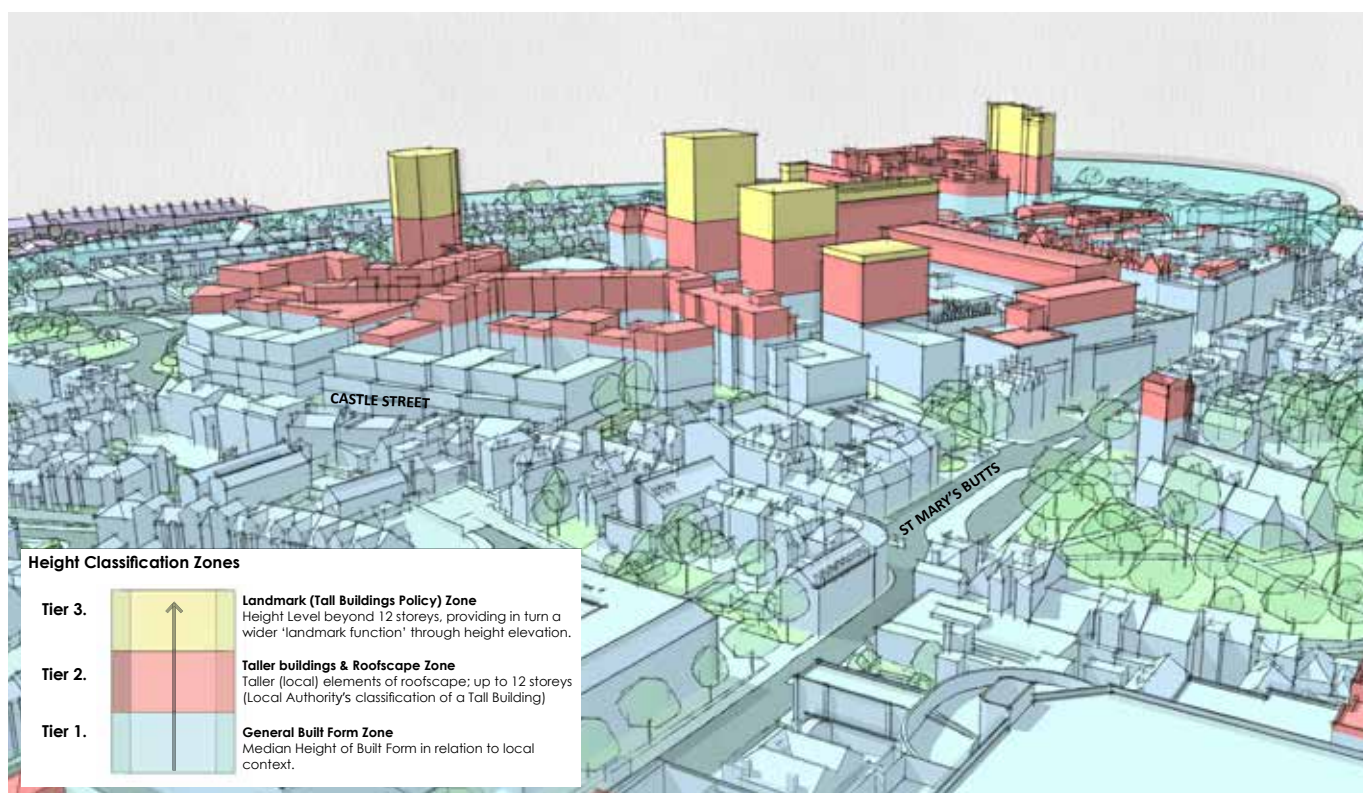 CASTLE STREET
ST MARY'S BUTTS
Height Classification Zones
Tier 3.
Landmark (Tall Buildings Policy) Zone
Height Level beyond 12 storeys, providing in turn a
wider ‘landmark function’ through height elevation.
Tier 2.
Taller buildings & Roofscape Zone
Taller (local) elements of roofscape; up to 12 storeys
(Local Authority's classification of a Tall Building)
Tier 1.
General Built Form Zone
Median Height of Built Form in relation to local
context.